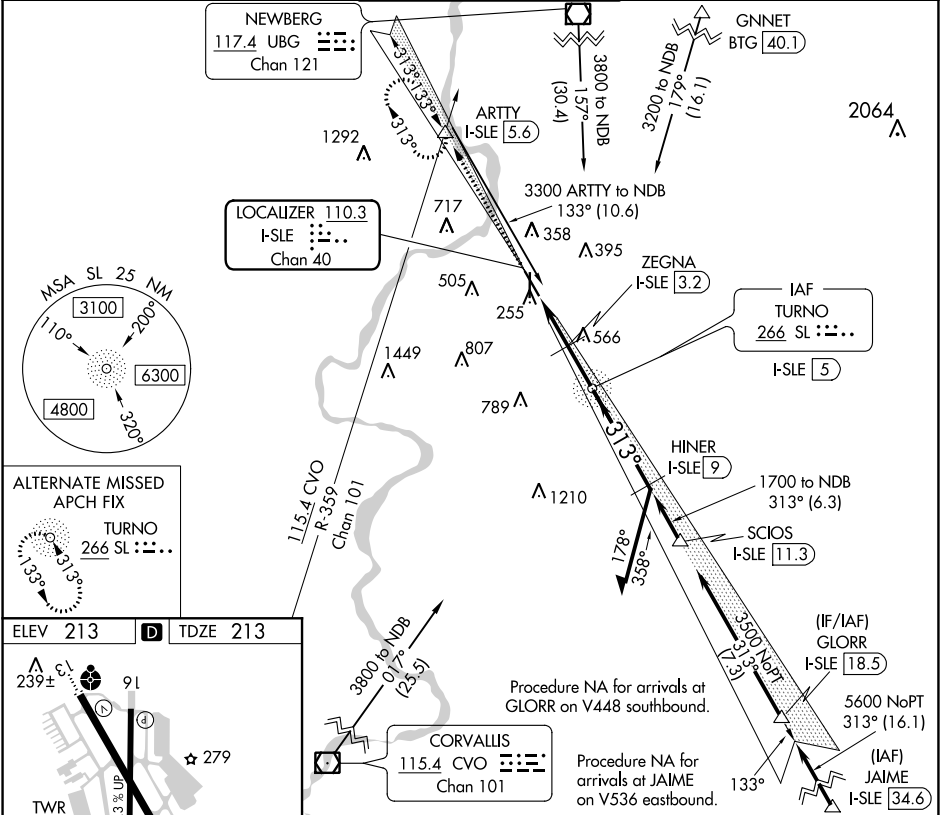 NEWBERG
117.4 UBG
Chan 121
313°
133°
313°
ARTTY
I-SLE 5.6
3800 to NDB
157°
(30.4)
GNNET
BTG 40.1
3200 to NDB
179°
(16.1)
2064
1292
3300 ARTTY to NDB
133° (10.6)
LOCALIZER 110.3
I-SLE
Chan 40
717
358
395
505
255
ZEGNA
I-SLE 3.2
566
IAF
TURNO
266 SL
I-SLE 5
MSA SL 25 NM
3100
110°
200°
6300
4800
320°
1449
807
789
313°
HINER
I-SLE 9
1210
1700 to NDB
313° (6.3)
SCIOS
I-SLE 11.3
178°
358°
ALTERNATE MISSED
APCH FIX
TURNO
266 SL
133°
313°
115.4 CVO
R-359
Chan 101
3500 NoPT
313°
(7.3)
(IF/IAF)
GLORR
I-SLE 18.5
5600 NoPT
313° (16.1)
(IAF)
JAIME
I-SLE 34.6
133°
3800 to NDB
017°
(25.5)
Procedure NA for arrivals at
GLORR on V448 southbound.
CORVALLIS
115.4 CVO
Chan 101
Procedure NA for
arrivals at JAIME
on V536 eastbound.
ELEV 213 D TDZE 213
239±
13
16
V
P
279
TWR
3% UP